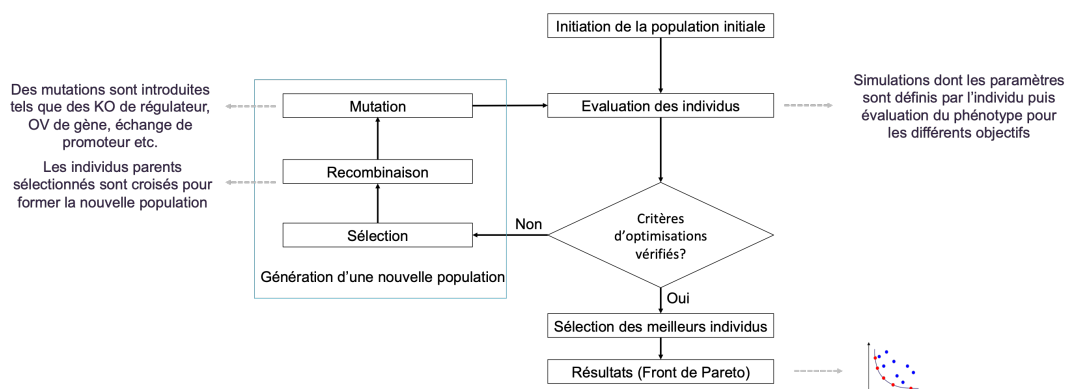 Initiation de la population initiale
Des mutations sont introduites
tels que des KO de régulateur,
OV de gène, échange de
promoteur etc.
Mutation
Evaluation des individus
Simulations dont les paramètres
sont définis par l'individu puis
évaluation du phénotype pour
les différents objectifs
Les individus parents
sélectionnés sont croisés pour
former la nouvelle population
Recombinaison
Sélection
Non
Critères
d'optimisations
vérifiés?
Génération d'une nouvelle population
Oui
Sélection des meilleurs individus
Résultats (Front de Pareto)